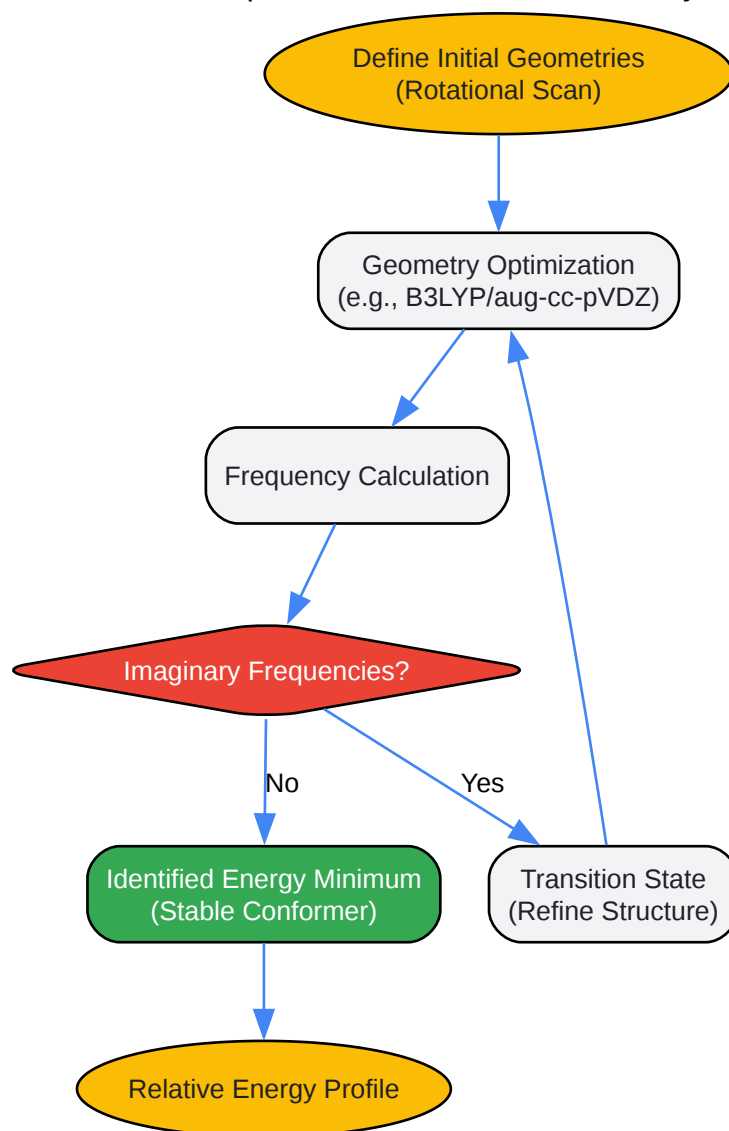 Define Initial Geometries
(Rotational Scan)
Geometry Optimization
(e.g., B3LYP/aug-cc-pVDZ)
Frequency Calculation
Imaginary Frequencies?
No
Yes
Identified Energy Minimum
(Stable Conformer)
Transition State
(Refine Structure)
Relative Energy Profile